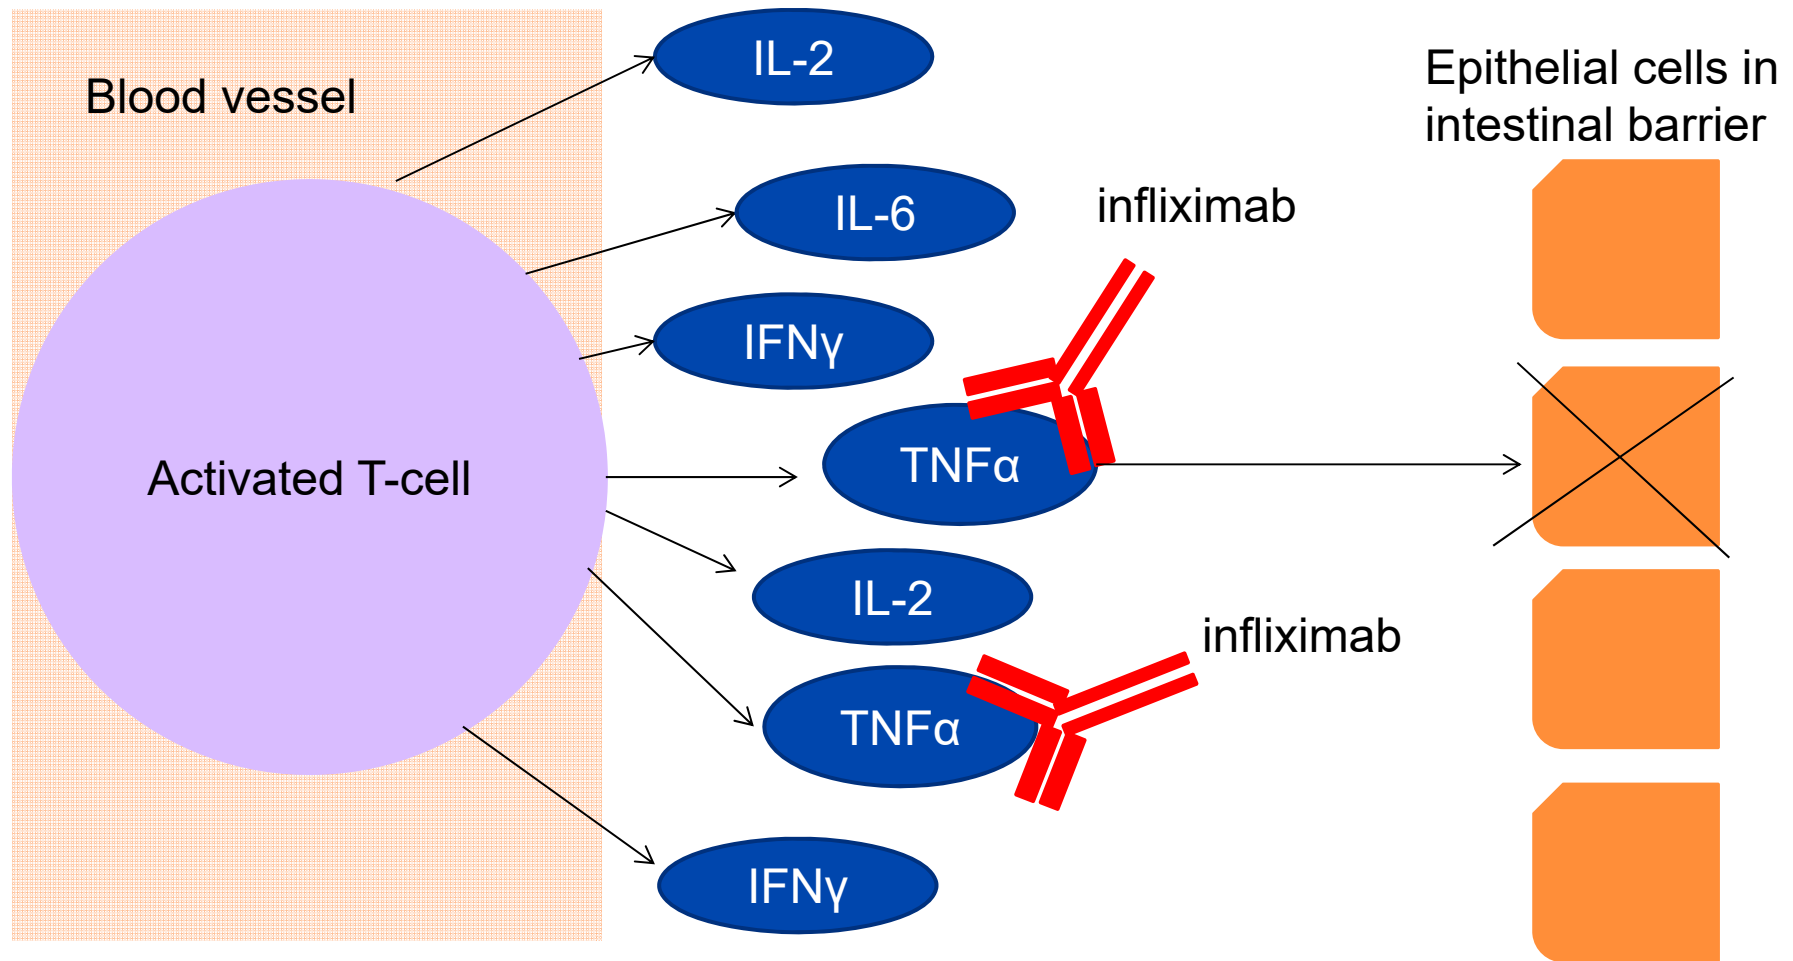 Blood vessel
Activated T-cell
IL-2
IL-6
IFNγ
TNFα
IL-2
TNFα
IFNγ
infliximab
infliximab
Epithelial cells in
intestinal barrier